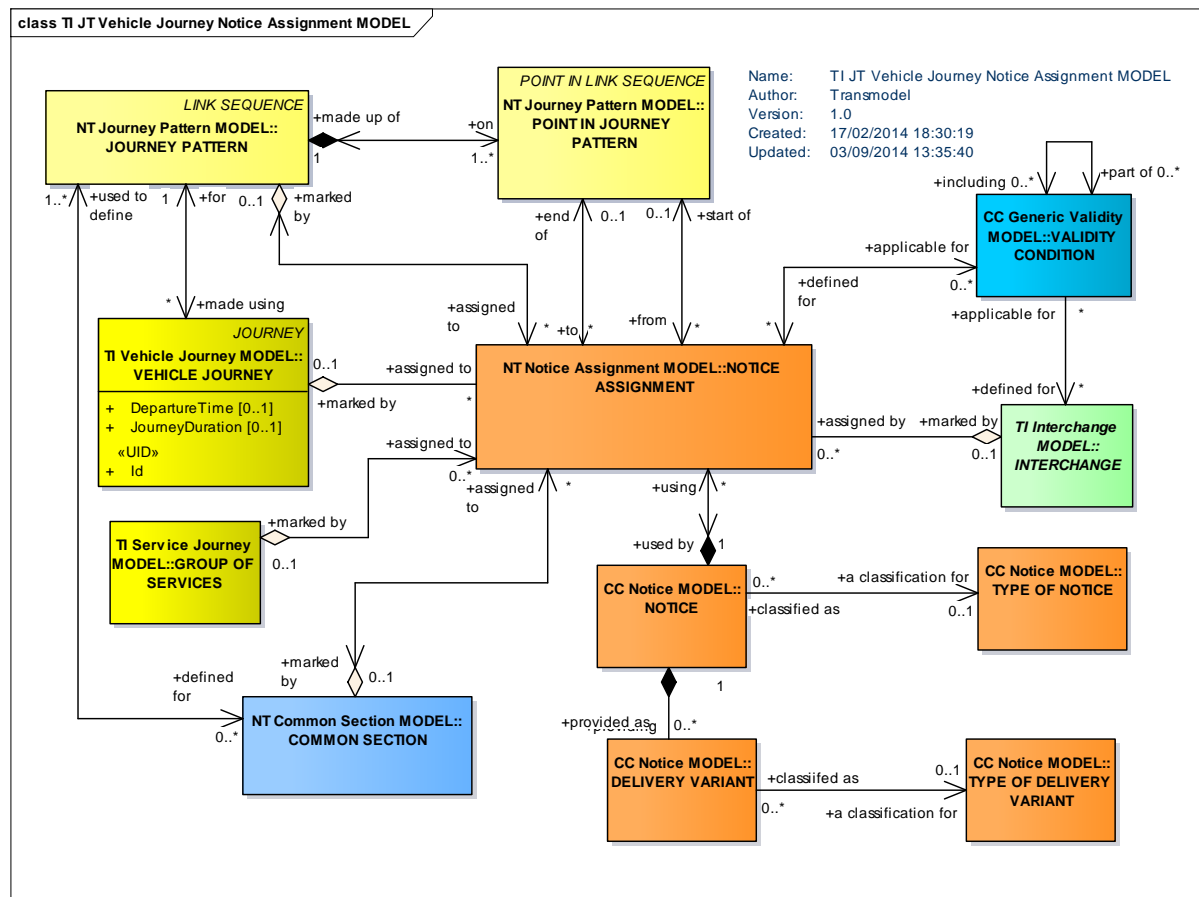 class TI JT Vehicle Journey Notice Assignment MODEL
Name: TI JT Vehicle Journey Notice Assignment MODEL
Author: Transmodel
Version: 1.0
Created: 17/02/2014 18:30:19
Updated: 03/09/2014 13:35:40
LINK SEQUENCE
NT Journey Pattern MODEL::
JOURNEY PATTERN
+made up of
1
+on
1..*
POINT IN LINK SEQUENCE
NT Journey Pattern MODEL::
POINT IN JOURNEY
PATTERN
+including 0..*
+part of 0..*
CC Generic Validity
MODEL::VALIDITY
CONDITION
1..*
+used to
define
1
+for
0..1
+marked
by
+end
of
0..1
0..1
+start of
+applicable for
0..*
+defined
for
*
+applicable for
*
*
+made using
+assigned
to
*
+to
*
+from
*
+defined for
*
JOURNEY
TI Vehicle Journey MODEL::
VEHICLE JOURNEY
+ DepartureTime [0..1]
+ JourneyDuration [0..1]
«UID»
+ Id
0..1
+marked by
+assigned to
*
NT Notice Assignment MODEL::NOTICE
ASSIGNMENT
+assigned by
0..*
+marked by
0..1
TI Interchange
MODEL::
INTERCHANGE
+assigned to
0..*
+marked by
0..1
TI Service Journey
MODEL::GROUP OF
SERVICES
+assigned
to
*
+using
*
+used by
1
CC Notice MODEL::
NOTICE
0..*
+classified as
+a classification for
0..1
CC Notice MODEL::
TYPE OF NOTICE
+marked
by
0..1
+defined
for
0..*
NT Common Section MODEL::
COMMON SECTION
1
+provided as
+providing
0..*
CC Notice MODEL::
DELIVERY VARIANT
+classiifed as
0..*
0..1
+a classification for
CC Notice MODEL::
TYPE OF DELIVERY
VARIANT